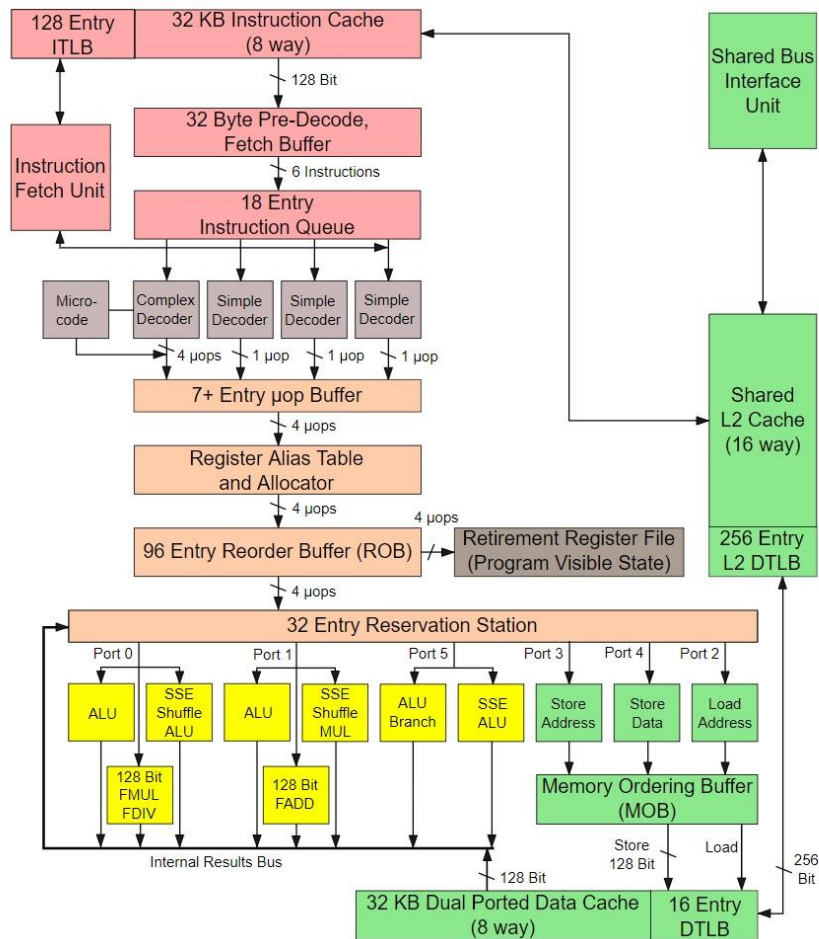 128 Entry
ITLB
32 KB Instruction Cache
(8 way)
128 Bit
Shared Bus
Interface
Unit
32 Byte Pre-Decode,
Fetch Buffer
Instruction
Fetch Unit
6 Instructions
18 Entry
Instruction Queue
Micro-
code
Complex
Decoder
Simple
Decoder
Simple
Decoder
Simple
Decoder
4 µops
1 µop
1 µop
1 µop
Shared
L2 Cache
(16 way)
7+ Entry µop Buffer
4 µops
Register Alias Table
and Allocator
4 µops
4 µops
96 Entry Reorder Buffer (ROB)
Retirement Register File
(Program Visible State)
256 Entry
L2 DTLB
4 µops
32 Entry Reservation Station
Port 0
Port 1
Port 5
Port 3
Port 4
Port 2
ALU
SSE
Shuffle
ALU
ALU
SSE
Shuffle
MUL
ALU
Branch
SSE
ALU
Store
Address
Store
Data
Load
Address
128 Bit
FMUL
FDIV
128 Bit
FADD
Memory Ordering Buffer
(MOB)
Internal Results Bus
Store
128 Bit
Load
256
Bit
128 Bit
32 KB Dual Ported Data Cache
(8 way)
16 Entry
DTLB